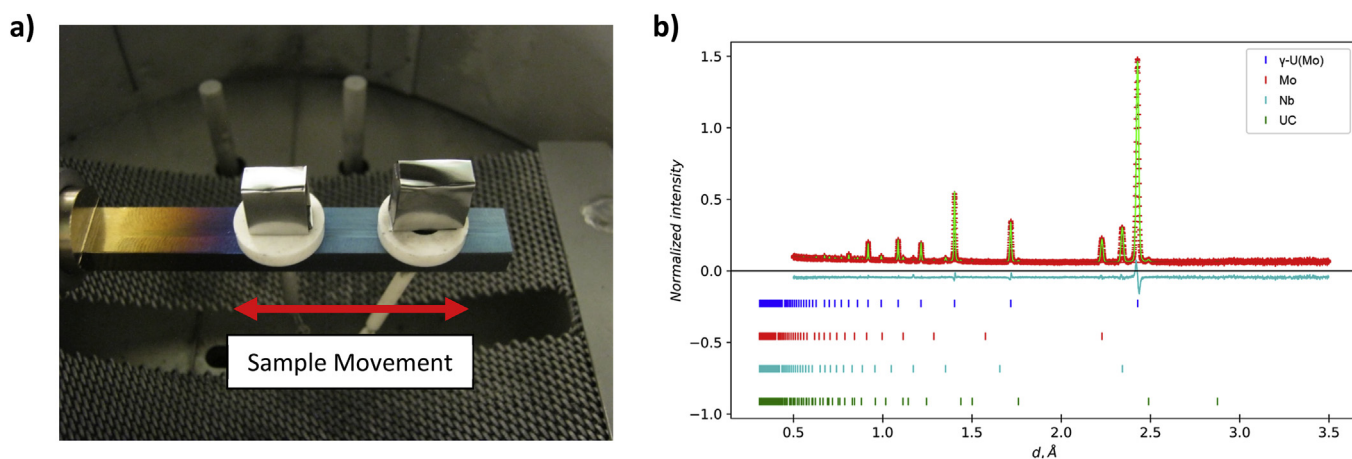 a)
Sample Movement
b)
Normalized intensity
1.5
1.0
0.5
0.0
−0.5
−1.0
γ-U(Mo)
Mo
Nb
UC
0.5 1.0 1.5 2.0 2.5 3.0 3.5
d, Å